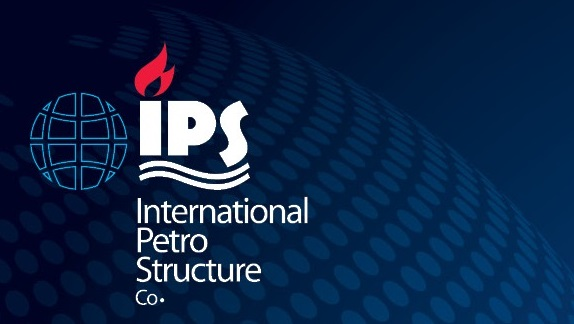 IPS
International
Petro
Structure
Co.